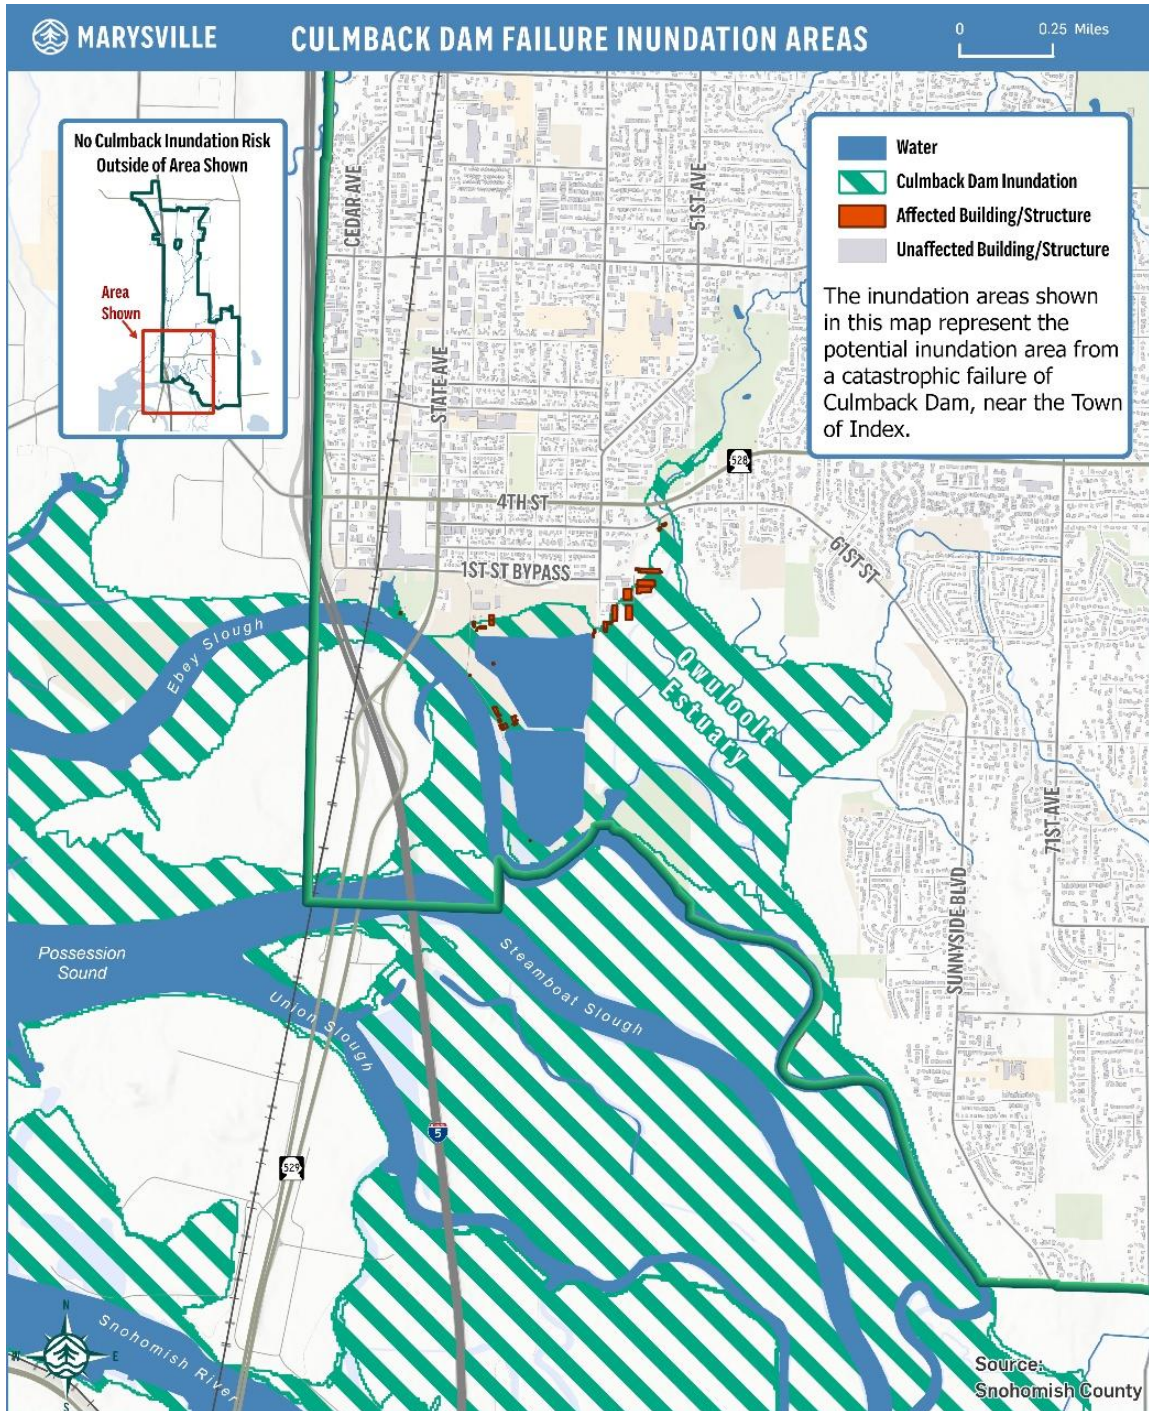 MARYSVILLE
CULMBACK DAM FAILURE INUNDATION AREAS
0 0.25 Miles
No Culmback Inundation Risk
Outside of Area Shown
Area
Shown
Water
Culmback Dam Inundation
Affected Building/Structure
Unaffected Building/Structure
The inundation areas shown
in this map represent the
potential inundation area from
a catastrophic failure of
Culmback Dam, near the Town
of Index.
CEDAR AVE
51ST AVE
STATE AVE
528
4TH ST
61ST ST
1ST ST BYPASS
Ebey Slough
Qwuloolt
Estuary
71ST AVE
SUNNYSIDE BLVD
Possession
Sound
Steamboat Slough
Union Slough
5
529
N
W E
S
Snohomish River
Source:
Snohomish County